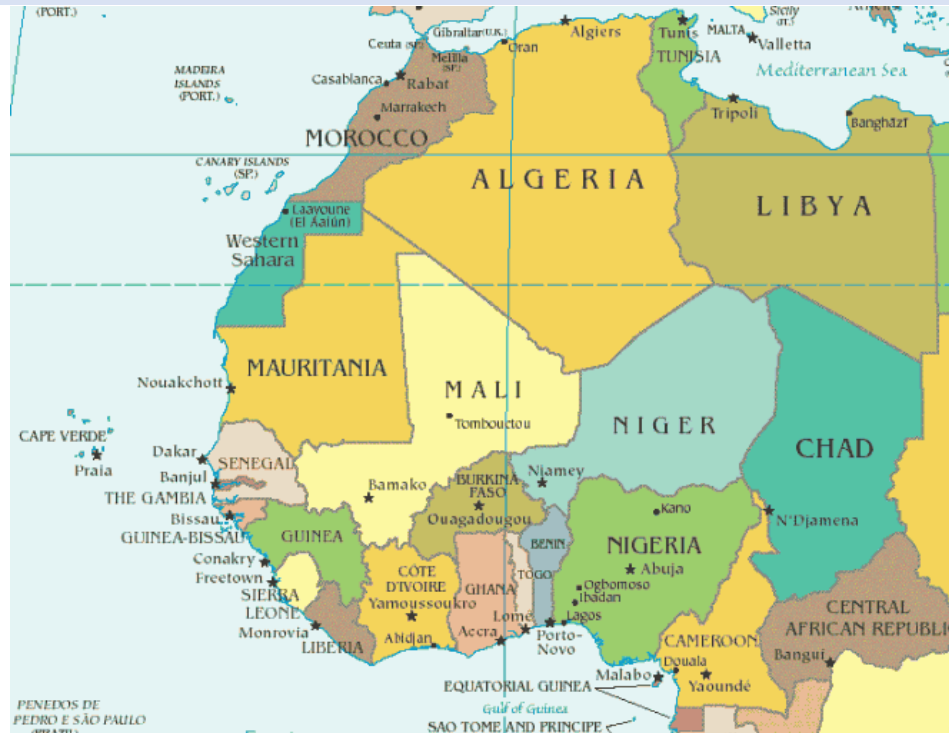 (PORT.)
Gibraltar (U.K.)
Ceuta (SP.)
Melilla
(SP.)
Oran
Algiers
Tunis
TUNISIA
Sicily
(IT.)
MALTA
Valletta
Mediterranean Sea
MADEIRA
ISLANDS
(PORT.)
Casablanca
Rabat
Marrakech
MOROCCO
Tripoli
Banghāzī
CANARY ISLANDS
(SP.)
ALGERIA
LIBYA
Laayoune
(El Aaiún)
Western
Sahara
MAURITANIA
Nouakchott
MALI
Tombouctou
NIGER
CHAD
CAPE VERDE
Praia
Dakar
SENEGAL
Banjul
THE GAMBIA
Bissau
GUINEA-BISSAU
Bamako
BURKINA
FASO
Ouagadougou
Niamey
Kano
N'Djamena
GUINEA
Conakry
Freetown
SIERRA
LEONE
Monrovia
LIBERIA
CÔTE
D'IVOIRE
Yamoussoukro
Abidjan
GHANA
Accra
TOGO
Lomé
BENIN
Porto-
Novo
NIGERIA
Abuja
Ogbomoso
Ibadan
Lagos
CAMEROON
Douala
Yaoundé
Malabo
EQUATORIAL GUINEA
CENTRAL
AFRICAN REPUBLI
Bangui
Gulf of Guinea
SAO TOME AND PRINCIPE
PENEDOS DE
PEDRO E SÃO PAULO
(BRAZIL)